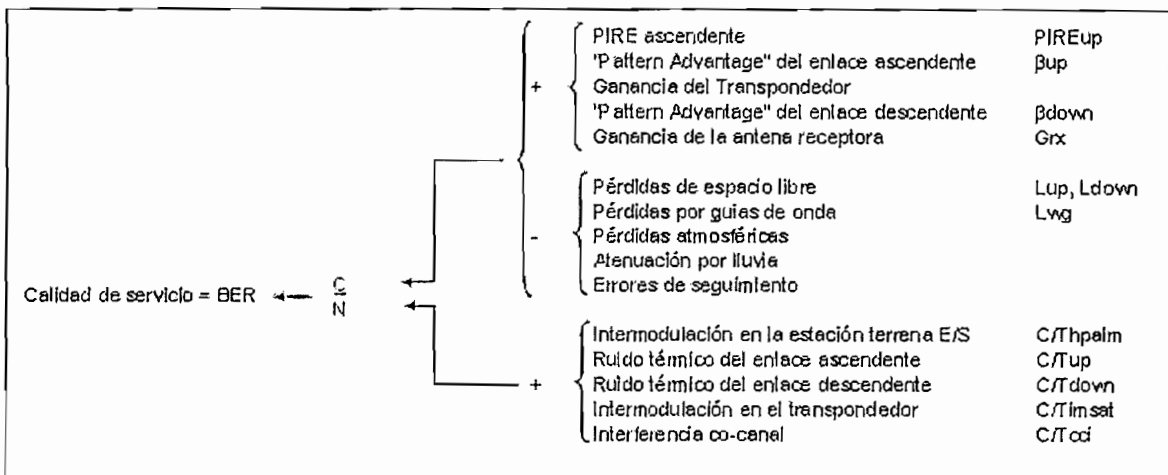 PIRE ascendente PIREup
"Pattern Advantage" del enlace ascendente βup
+ Ganancia del Transpondedor
"Pattern Advantage" del enlace descendente βdown
Ganancia de la antena receptora Grx
Pérdidas de espacio libre Lup, Ldown
Pérdidas por guias de onda Lwg
- Pérdidas atmosféricas
Atenuación por lluvia
Errores de seguimiento
Calidad de servicio = BER C
N
Intermodulación en la estación terrena E/S C/Thpaim
Ruido térmico del enlace ascendente C/Tup
+ Ruido térmico del enlace descendente C/Tdown
Intermodulación en el transpondedor C/Timsat
Interferencia co-canal C/Tcci